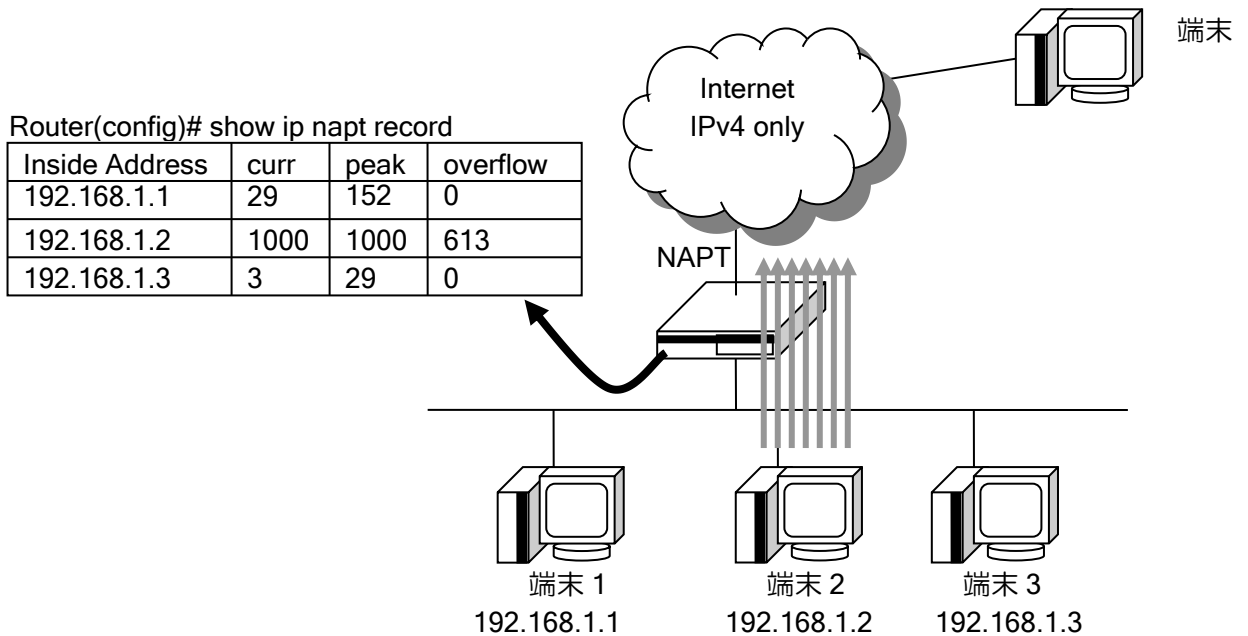 端末
Internet
IPv4 only
Router(config)# show ip napt record
Inside Address curr peak overflow
192.168.1.1 29 152 0
192.168.1.2 1000 1000 613
192.168.1.3 3 29 0
NAPT
端末 1 端末 2 端末 3
192.168.1.1 192.168.1.2 192.168.1.3